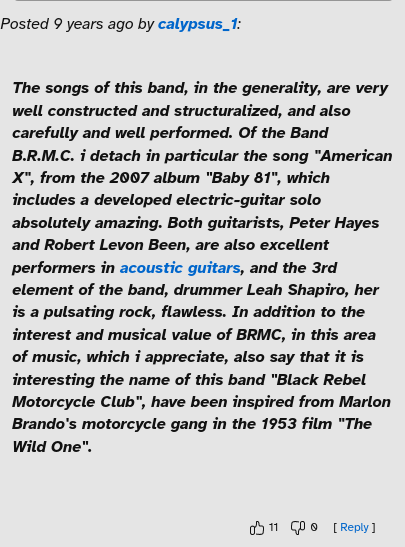 Posted 9 years ago by calypsus_1:
The songs of this band, in the generality, are very
well constructed and structuralized, and also
carefully and well performed. Of the Band
B.R.M.C. i detach in particular the song "American
X", from the 2007 album "Baby 81", which
includes a developed electric-guitar solo
absolutely amazing. Both guitarists, Peter Hayes
and Robert Levon Been, are also excellent
performers in acoustic guitars, and the 3rd
element of the band, drummer Leah Shapiro, her
is a pulsating rock, flawless. In addition to the
interest and musical value of BRMC, in this area
of music, which i appreciate, also say that it is
interesting the name of this band "Black Rebel
Motorcycle Club", have been inspired from Marlon
Brando's motorcycle gang in the 1953 film "The
Wild One".
11 0 [ Reply ]